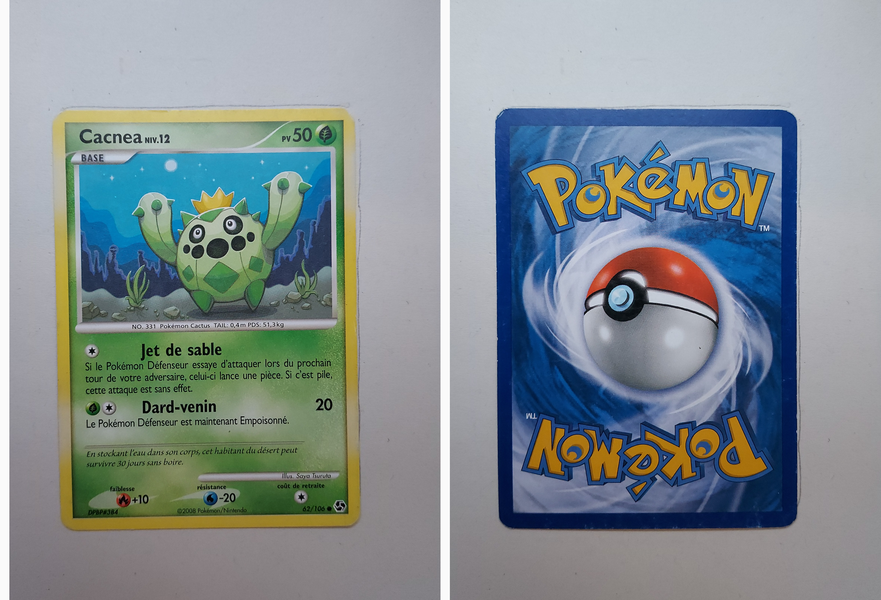 Cacnea NIV.12
PV 50
BASE
NO. 331 Pokémon Cactus TAIL: 0,4m PDS: 51,3kg
Jet de sable
Si le Pokémon Défenseur essaye d'attaquer lors du prochain
tour de votre adversaire, celui-ci lance une pièce. Si c'est pile,
cette attaque est sans effet.
Dard-venin 20
Le Pokémon Défenseur est maintenant Empoisonné.
En stockant l'eau dans son corps, cet habitant du désert peut
survivre 30 jours sans boire.
Illus. Saya Tsuruta
faiblesse résistance coût de retraite
+10 -20
DPBP#384 ©2008 Pokémon/Nintendo 62/106
POKéMON
TM
TM
POKéMON